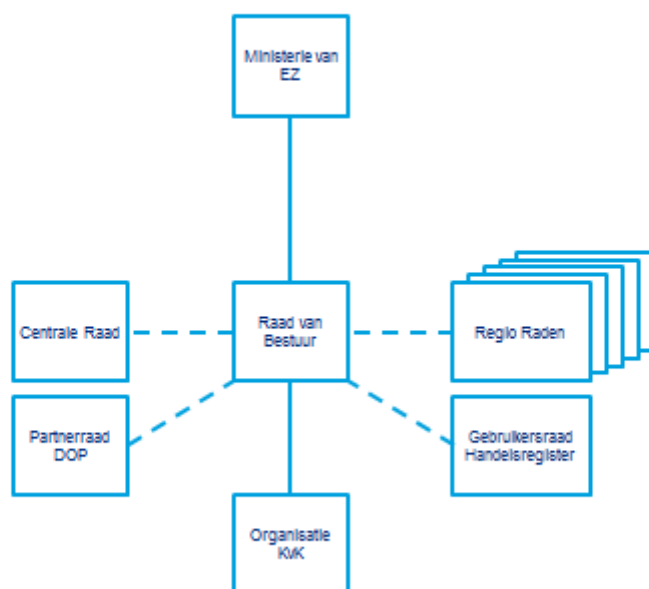 Ministerie van
EZ
Centrale Raad
Raad van
Bestuur
Regio Raden
Partnerraad
DOP
Gebruikersraad
Handelsregister
Organisatie
KvK